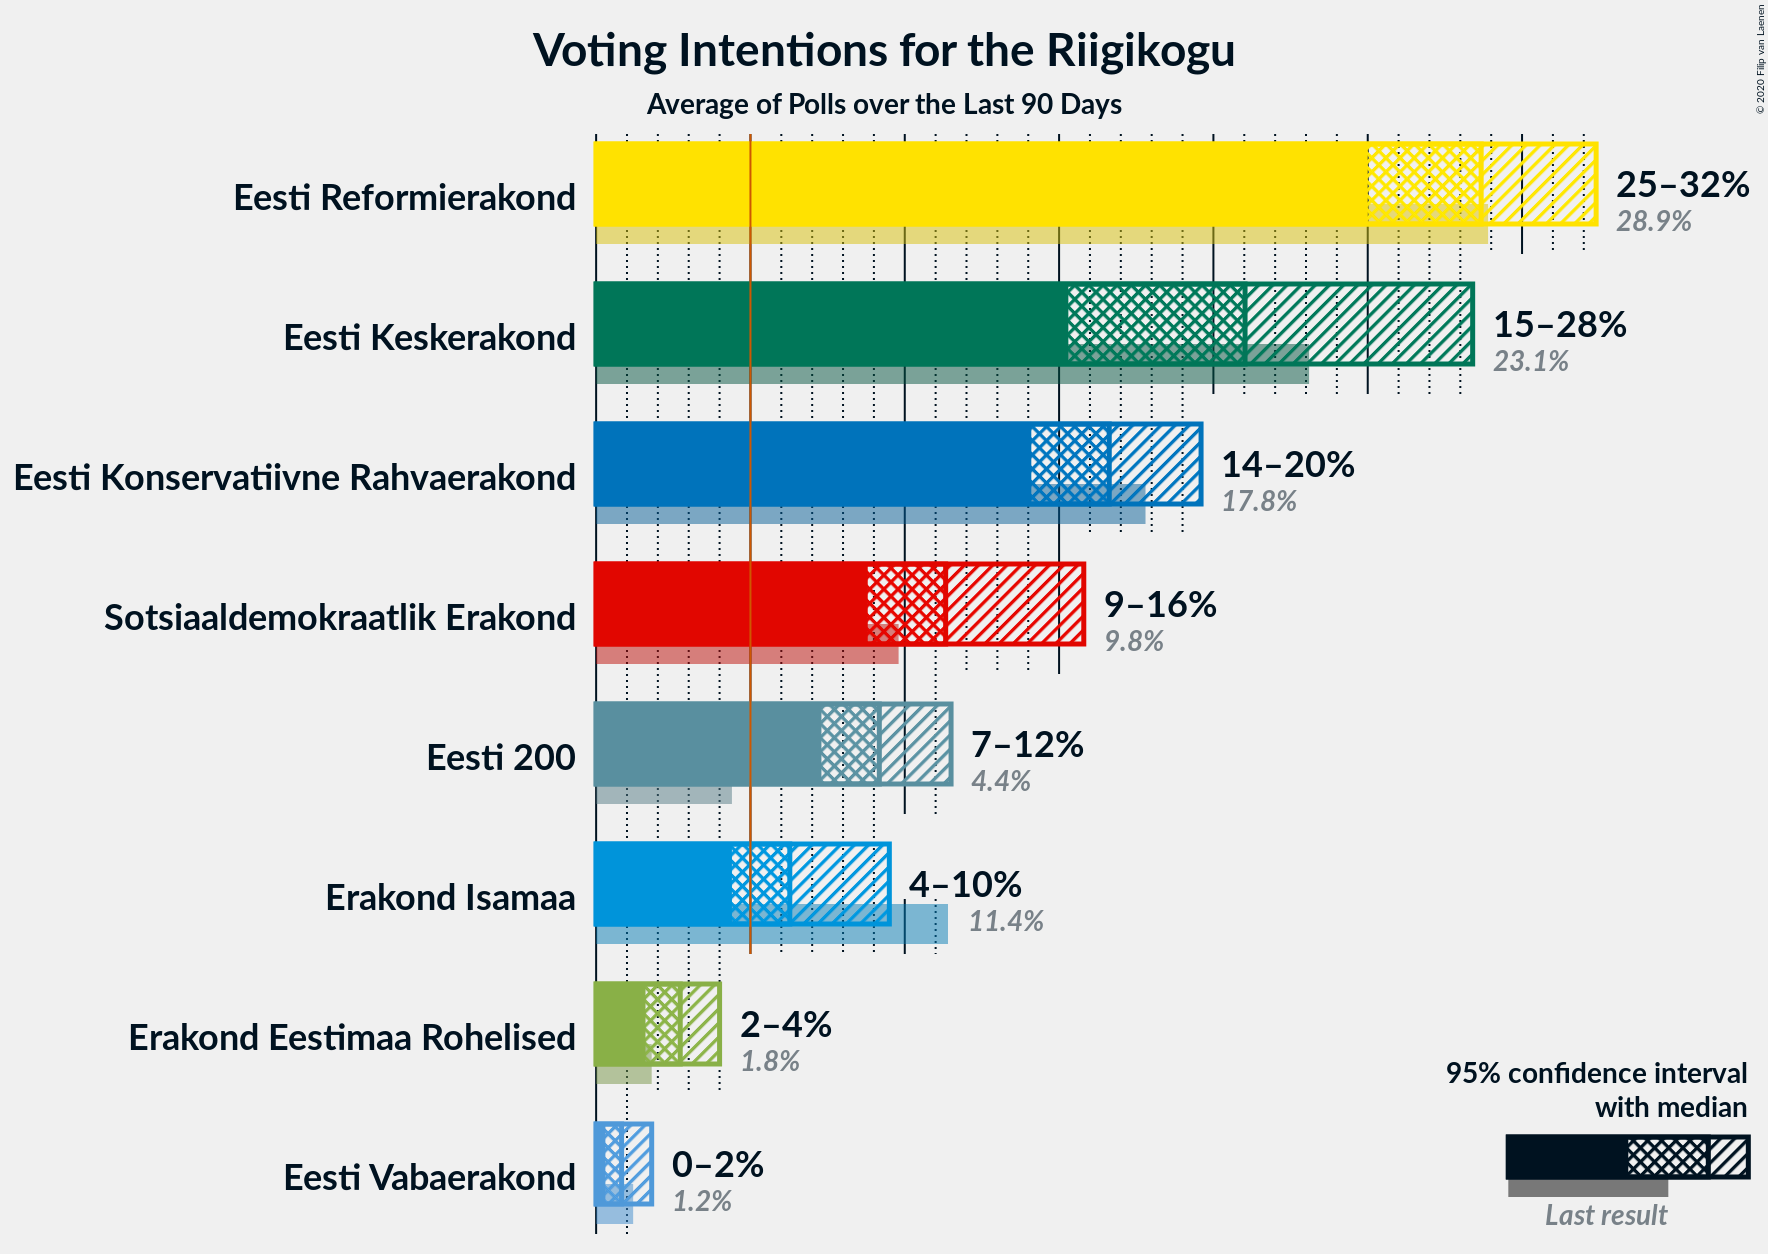 Voting Intentions for the Riigikogu
Average of Polls over the Last 90 Days
© 2020 Filip van Laenen
Eesti Reformierakond
25–32%
28.9%
Eesti Keskerakond
15–28%
23.1%
Eesti Konservatiivne Rahvaerakond
14–20%
17.8%
Sotsiaaldemokraatlik Erakond
9–16%
9.8%
Eesti 200
7–12%
4.4%
Erakond Isamaa
4–10%
11.4%
Erakond Eestimaa Rohelised
2–4%
1.8%
Eesti Vabaerakond
0–2%
1.2%
95% confidence interval
with median
Last result